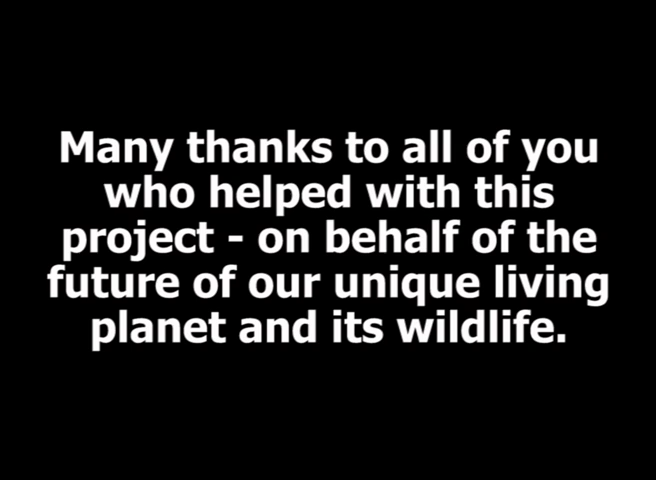 Many thanks to all of you
who helped with this
project - on behalf of the
future of our unique living
planet and its wildlife.